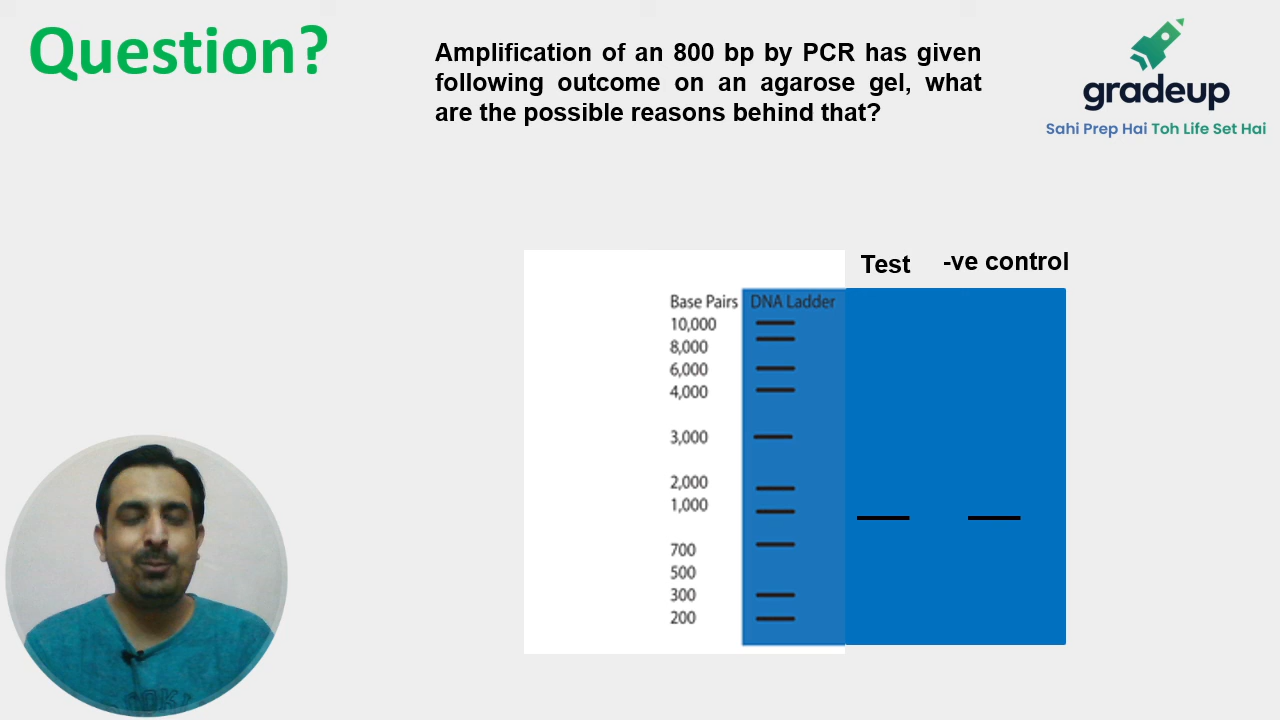 Question?
Amplification of an 800 bp by PCR has given
following outcome on an agarose gel, what
are the possible reasons behind that?
gradeup
Sahi Prep Hai Toh Life Set Hai
Test
-ve control
Base Pairs
DNA Ladder
10,000
8,000
6,000
4,000
3,000
2,000
1,000
700
500
300
200